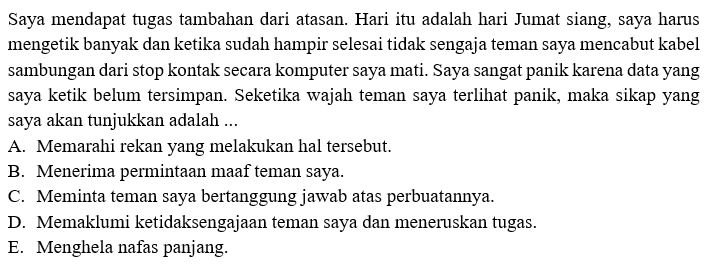 Saya mendapat tugas tambahan dari atasan. Hari itu adalah hari Jumat siang, saya harus
mengetik banyak dan ketika sudah hampir selesai tidak sengaja teman saya mencabut kabel
sambungan dari stop kontak secara komputer saya mati. Saya sangat panik karena data yang
saya ketik belum tersimpan. Seketika wajah teman saya terlihat panik, maka sikap yang
saya akan tunjukkan adalah ...
A. Memarahi rekan yang melakukan hal tersebut.
B. Menerima permintaan maaf teman saya.
C. Meminta teman saya bertanggung jawab atas perbuatannya.
D. Memaklumi ketidaksengajaan teman saya dan meneruskan tugas.
E. Menghela nafas panjang.